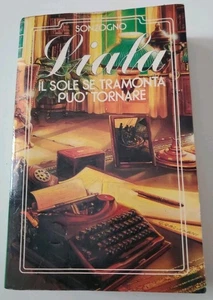 SONZOGNO
Liala
IL SOLE SE TRAMONTA
PUO' TORNARE